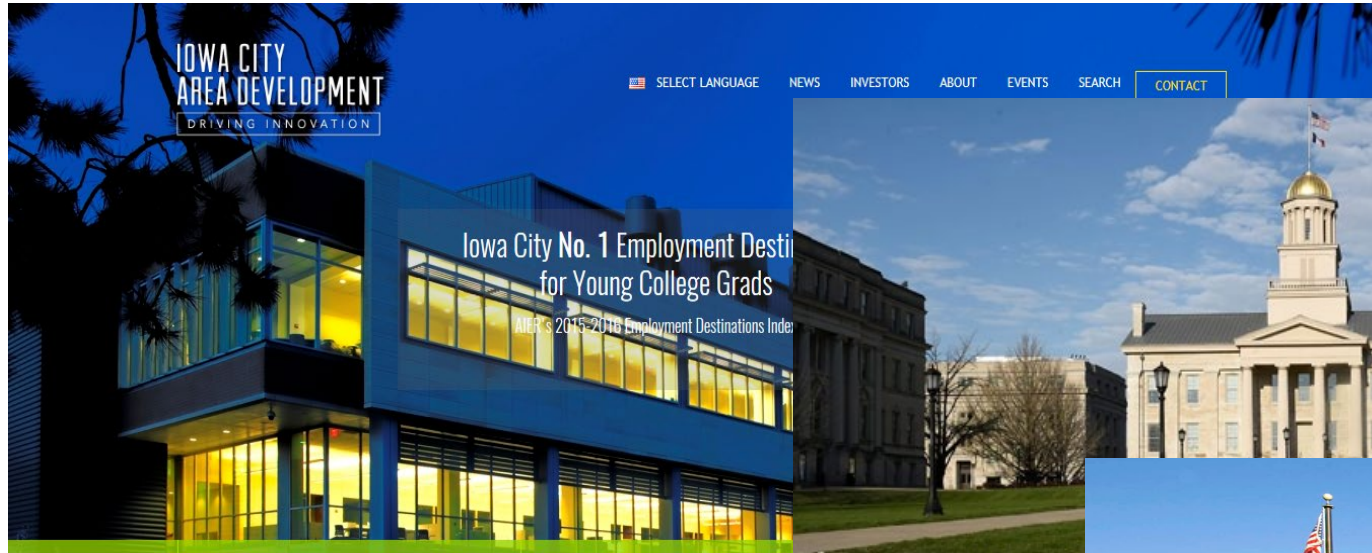 IOWA CITY
AREA DEVELOPMENT
DRIVING INNOVATION
SELECT LANGUAGE NEWS INVESTORS ABOUT EVENTS SEARCH CONTACT
Iowa City No. 1 Employment Desti
for Young College Grads
AIER's 2015-2016 Employment Destinations Index